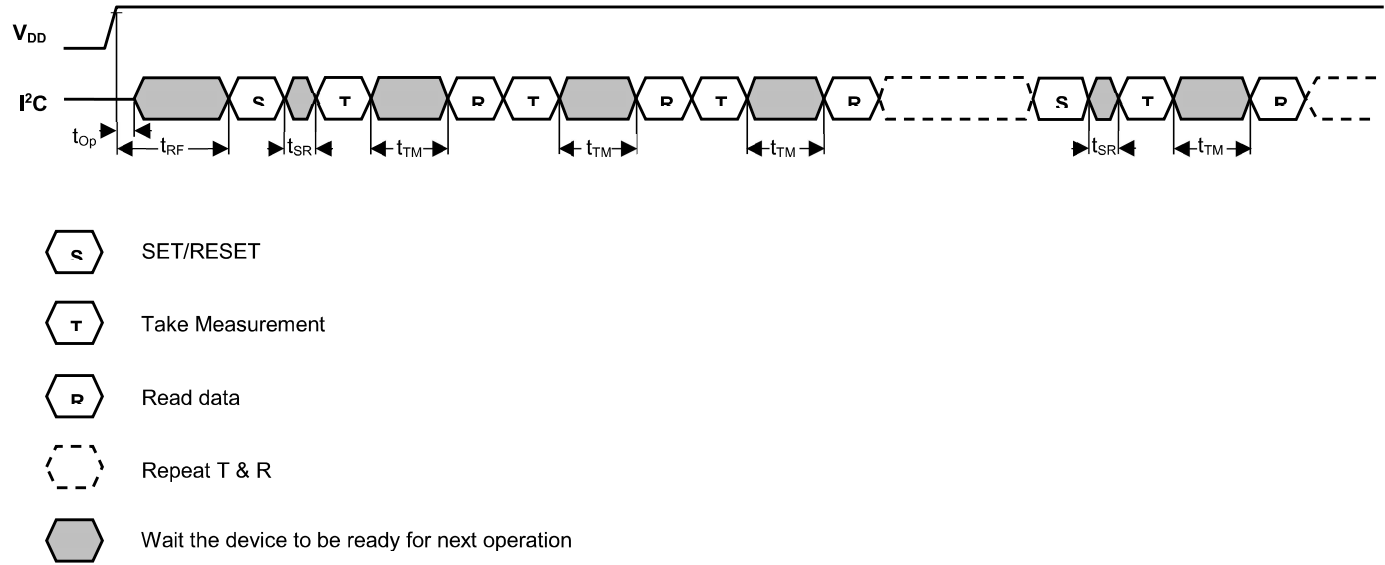 VDD
I²C
S T R T R T R S T R
tOp tRF tSR tTM tTM tTM tSR tTM
S SET/RESET
T Take Measurement
R Read data
Repeat T & R
Wait the device to be ready for next operation